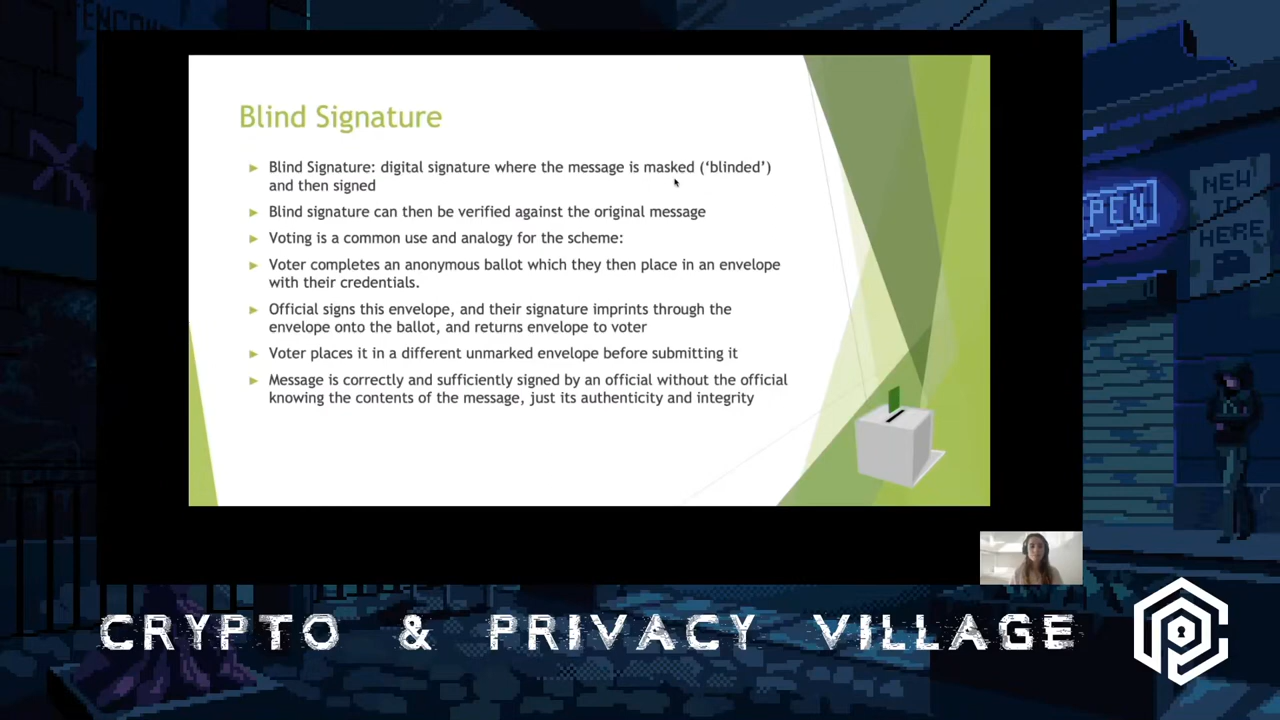 ENCOM
Blind Signature
Blind Signature: digital signature where the message is masked (‘blinded’)
and then signed
Blind signature can then be verified against the original message
Voting is a common use and analogy for the scheme:
Voter completes an anonymous ballot which they then place in an envelope
with their credentials.
Official signs this envelope, and their signature imprints through the
envelope onto the ballot, and returns envelope to voter
Voter places it in a different unmarked envelope before submitting it
Message is correctly and sufficiently signed by an official without the official
knowing the contents of the message, just its authenticity and integrity
PEN
NEW
TO
HERE
CRYPTO & PRIVACY VILLAGE